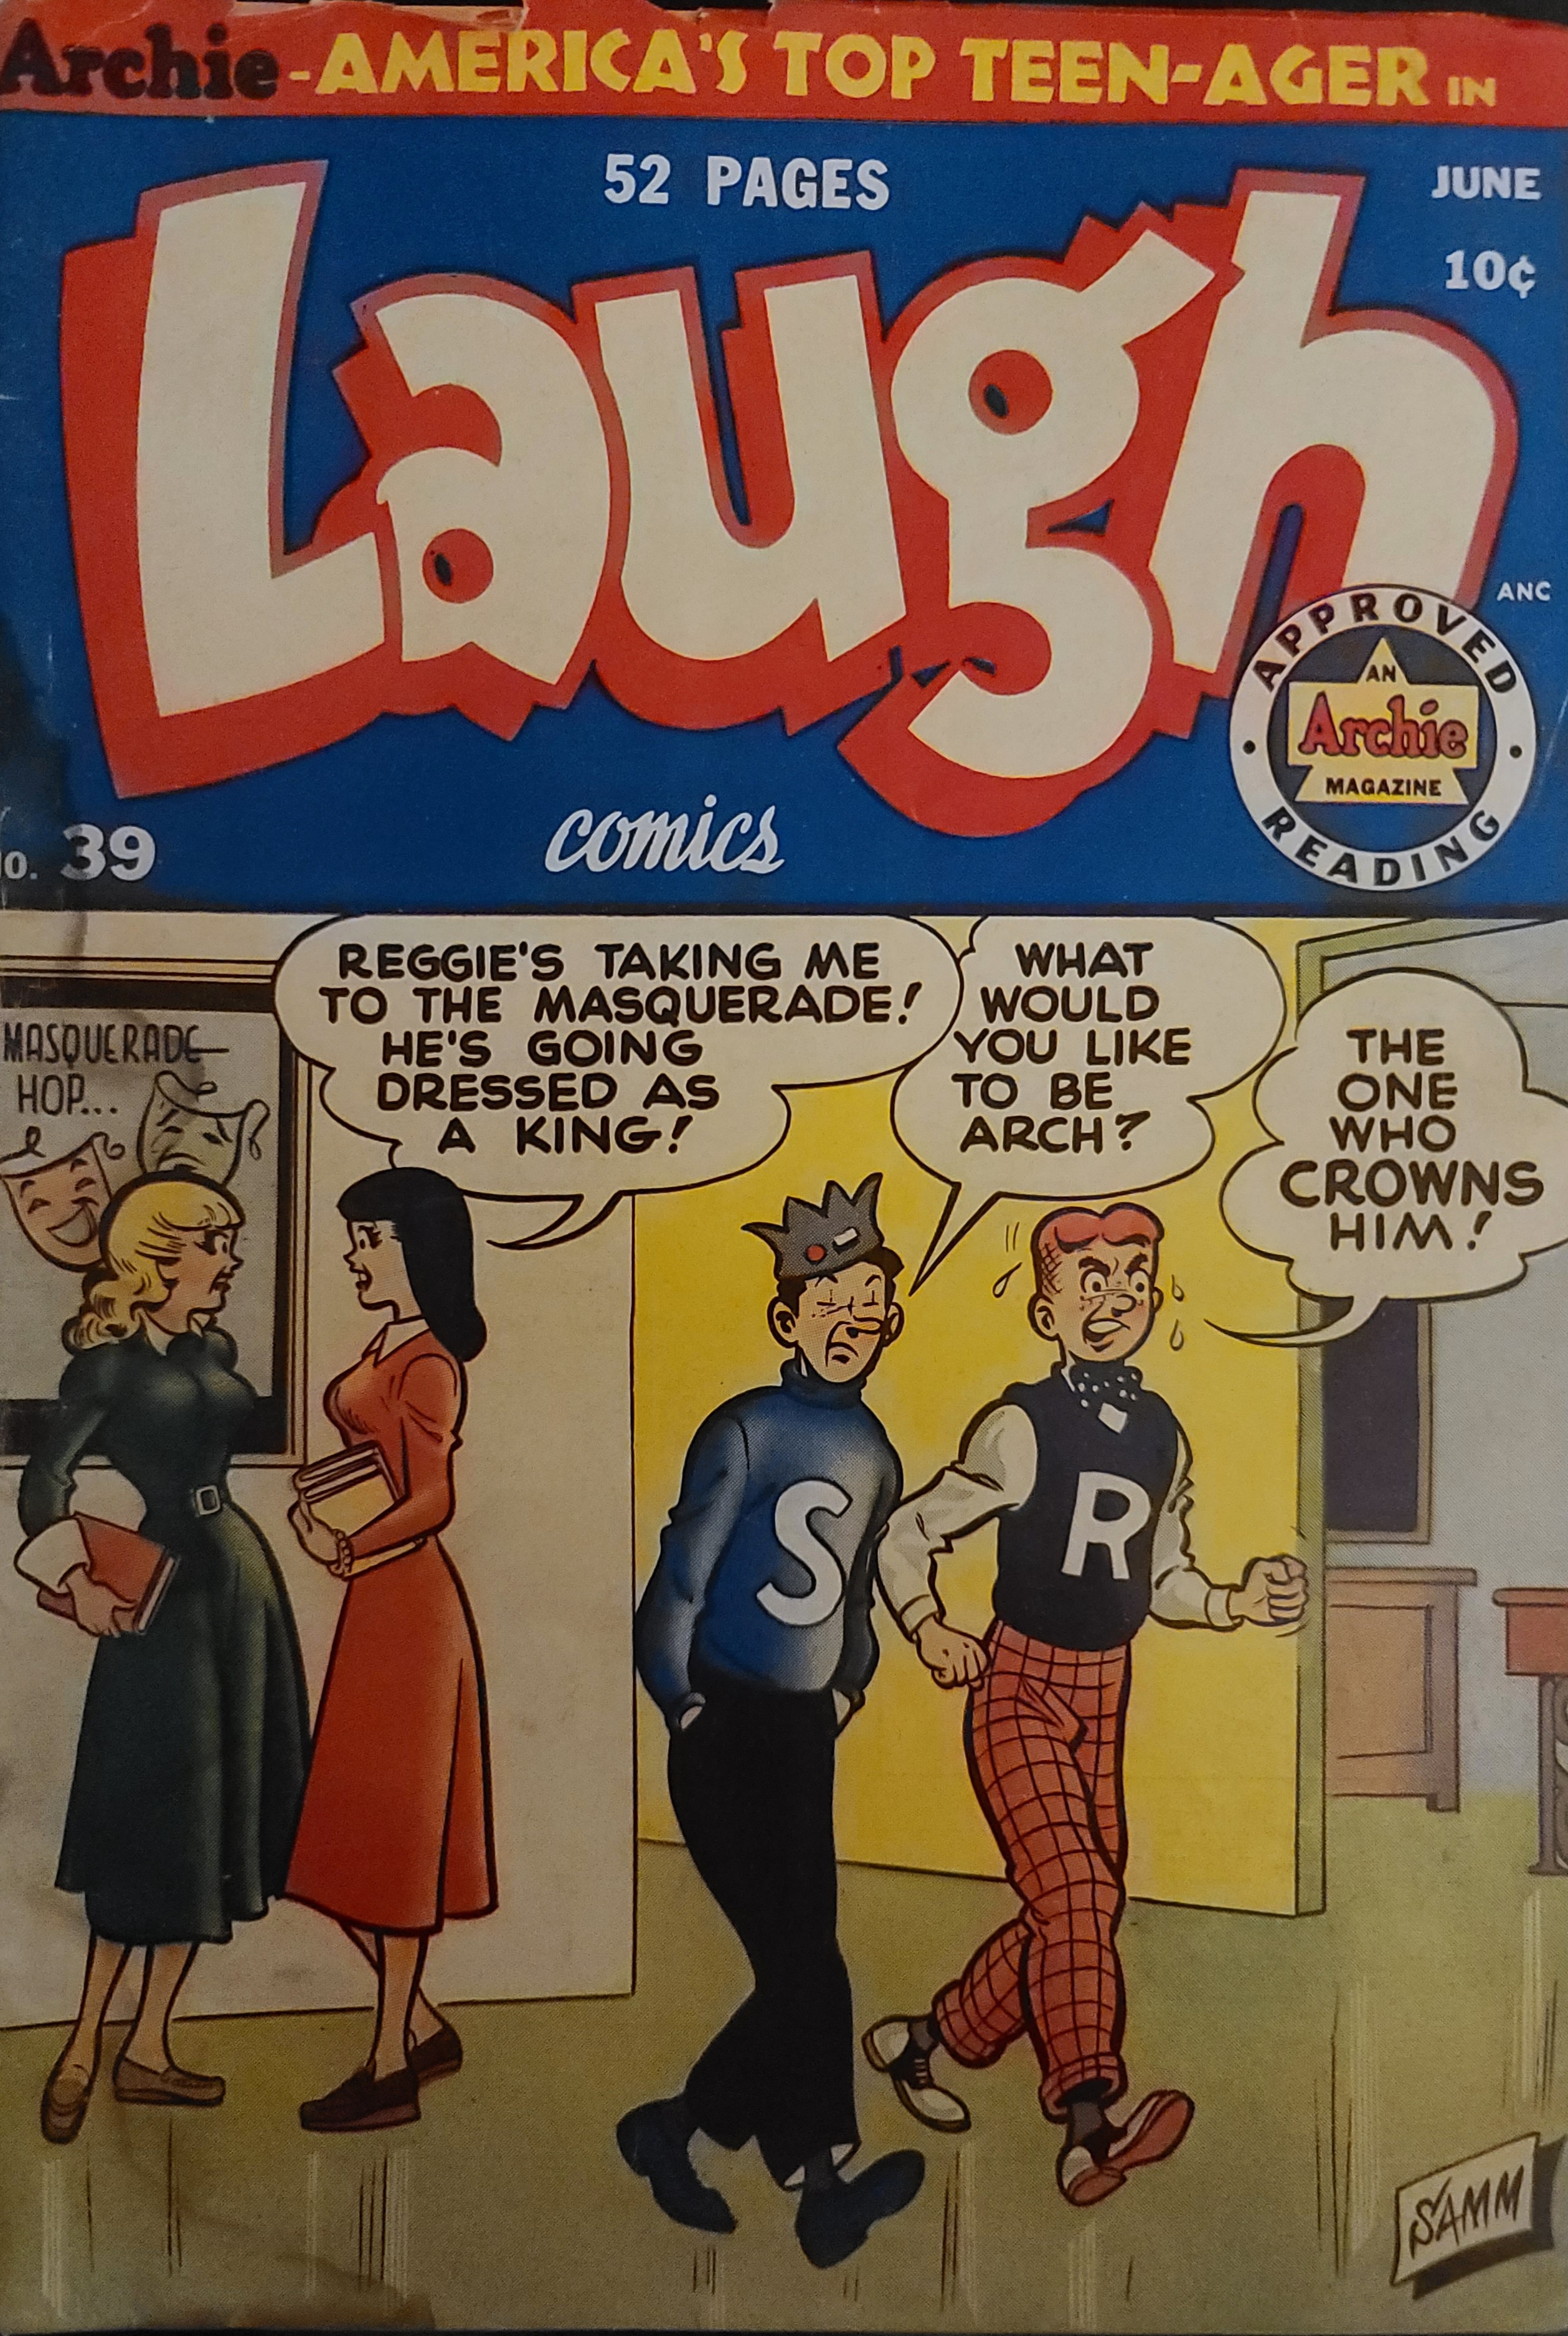 Archie - AMERICA'S TOP TEEN-AGER IN
52 PAGES
JUNE
10¢
Laugh
ANC
APPROVED
AN
Archie
MAGAZINE
READING
comics
o. 39
REGGIE'S TAKING ME
TO THE MASQUERADE!
HE'S GOING
DRESSED AS
A KING!
WHAT
WOULD
YOU LIKE
TO BE
ARCH?
THE
ONE
WHO
CROWNS
HIM!
MASQUERADE
HOP...
S
R
SAMM